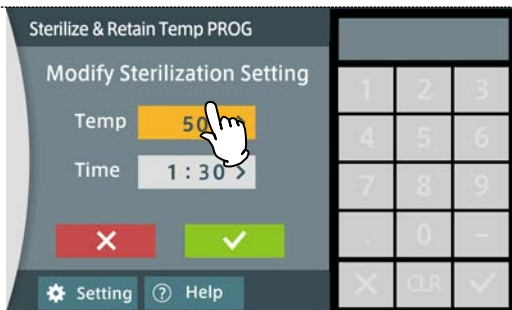 Sterilize & Retain Temp PROG
Modify Sterilization Setting
Temp 50 >
Time 1 : 30 >
Setting ? Help
1 2 3
4 5 6
7 8 9
. 0 -
CLR